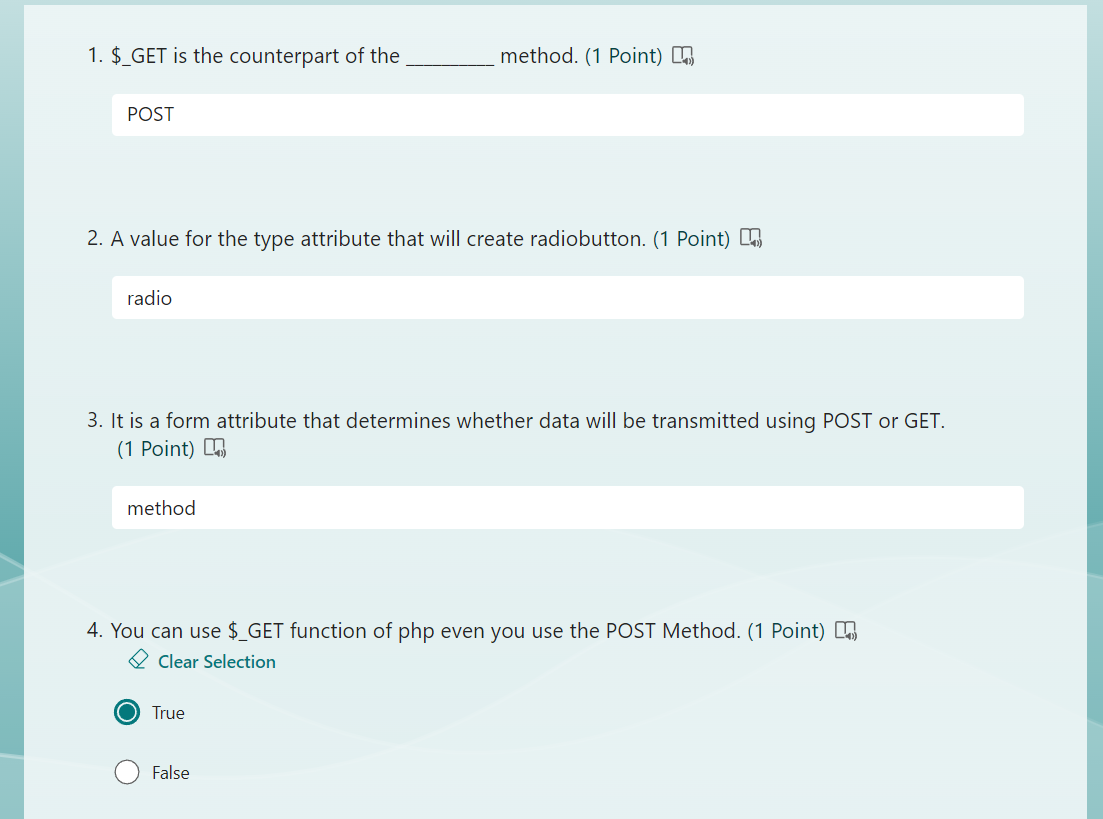 1. $_GET is the counterpart of the __________ method. (1 Point)
POST
2. A value for the type attribute that will create radiobutton. (1 Point)
radio
3. It is a form attribute that determines whether data will be transmitted using POST or GET.
(1 Point)
method
4. You can use $_GET function of php even you use the POST Method. (1 Point)
Clear Selection
True
False